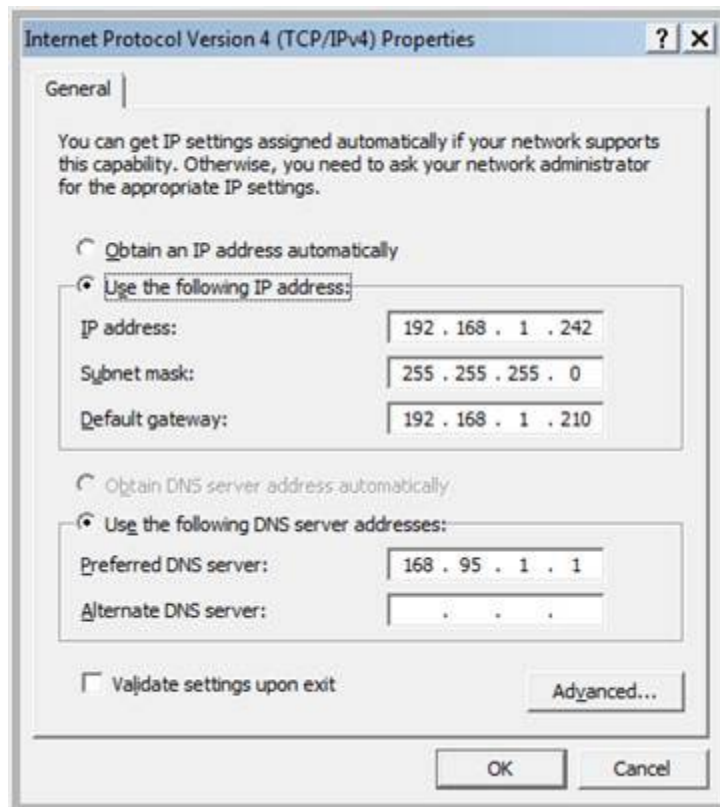 Internet Protocol Version 4 (TCP/IPv4) Properties
?
General
You can get IP settings assigned automatically if your network supports
this capability. Otherwise, you need to ask your network administrator
for the appropriate IP settings.
Obtain an IP address automatically
Use the following IP address:
IP address: 192 . 168 . 1 . 242
Subnet mask: 255 . 255 . 255 . 0
Default gateway: 192 . 168 . 1 . 210
Obtain DNS server address automatically
Use the following DNS server addresses:
Preferred DNS server: 168 . 95 . 1 . 1
Alternate DNS server: . . .
Validate settings upon exit
Advanced...
OK Cancel